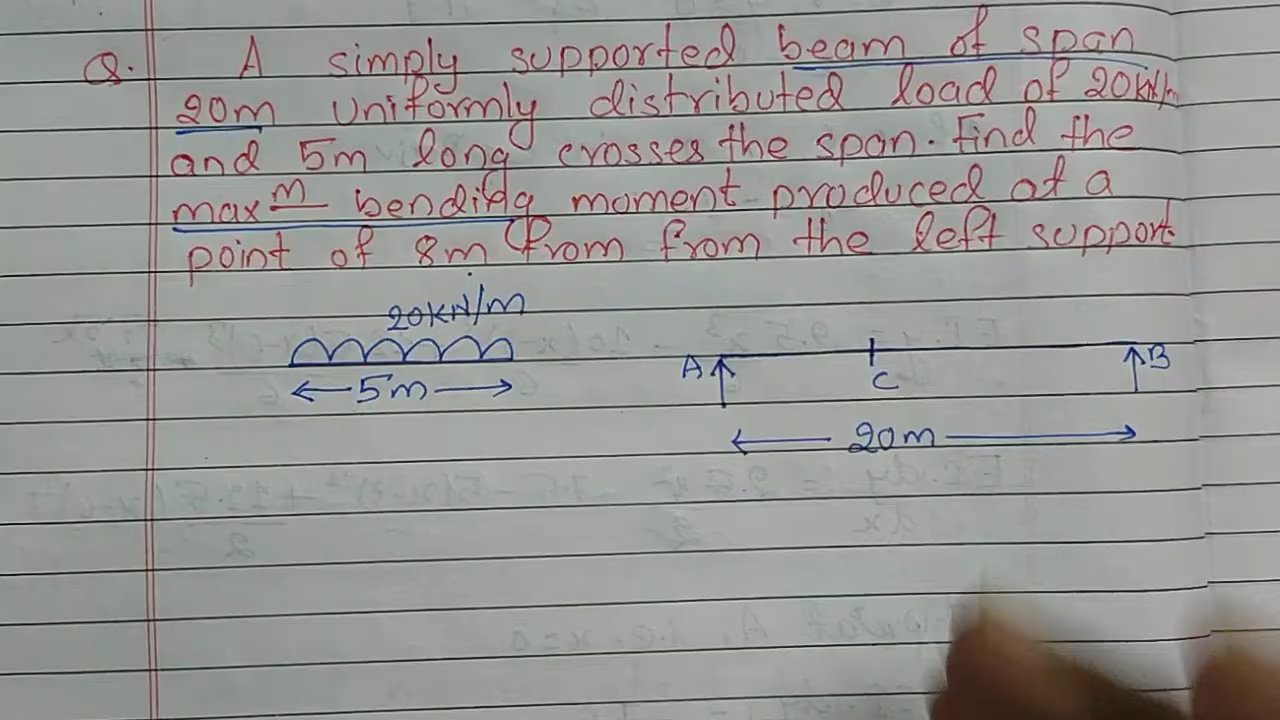 Q. A simply supported beam of span
20m uniformly distributed load of 20kN/m
and 5m long crosses the span. Find the
max m bending moment produced at a
point of 8m from from the left support
20KN/m
5m
A C B
20m